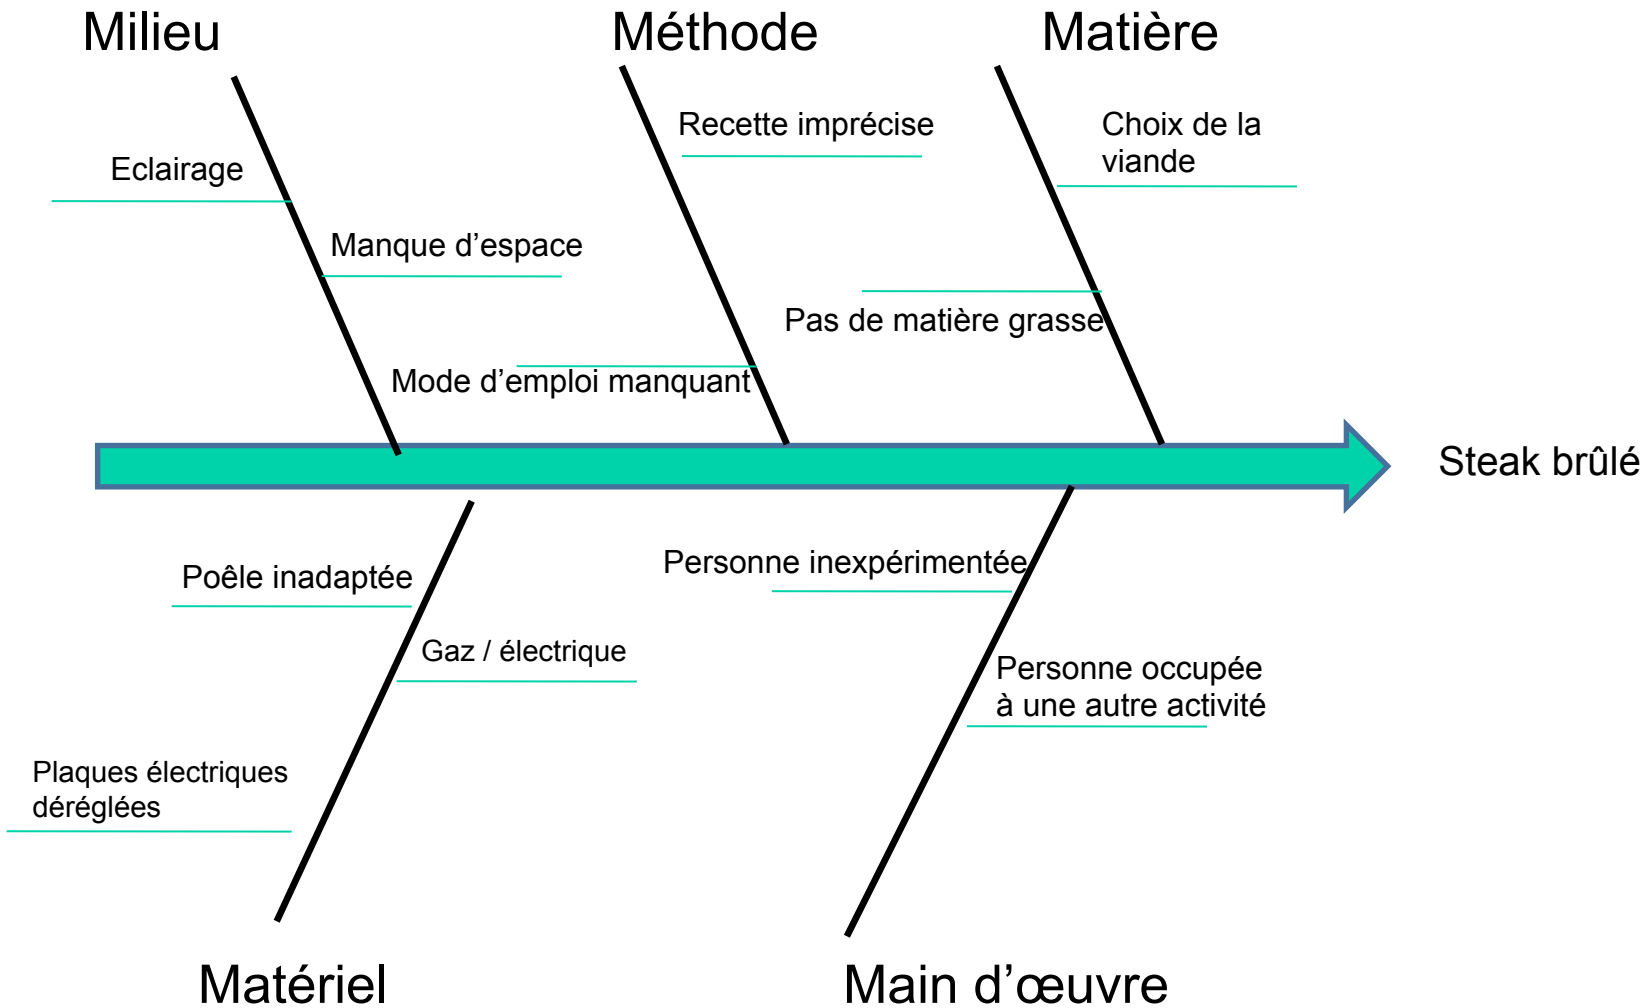 Milieu
Méthode
Matière
Recette imprécise
Choix de la
viande
Eclairage
Manque d’espace
Pas de matière grasse
Mode d’emploi manquant
Steak brûlé
Poêle inadaptée
Personne inexpérimentée
Gaz / électrique
Personne occupée
à une autre activité
Plaques électriques
déréglées
Matériel
Main d’œuvre